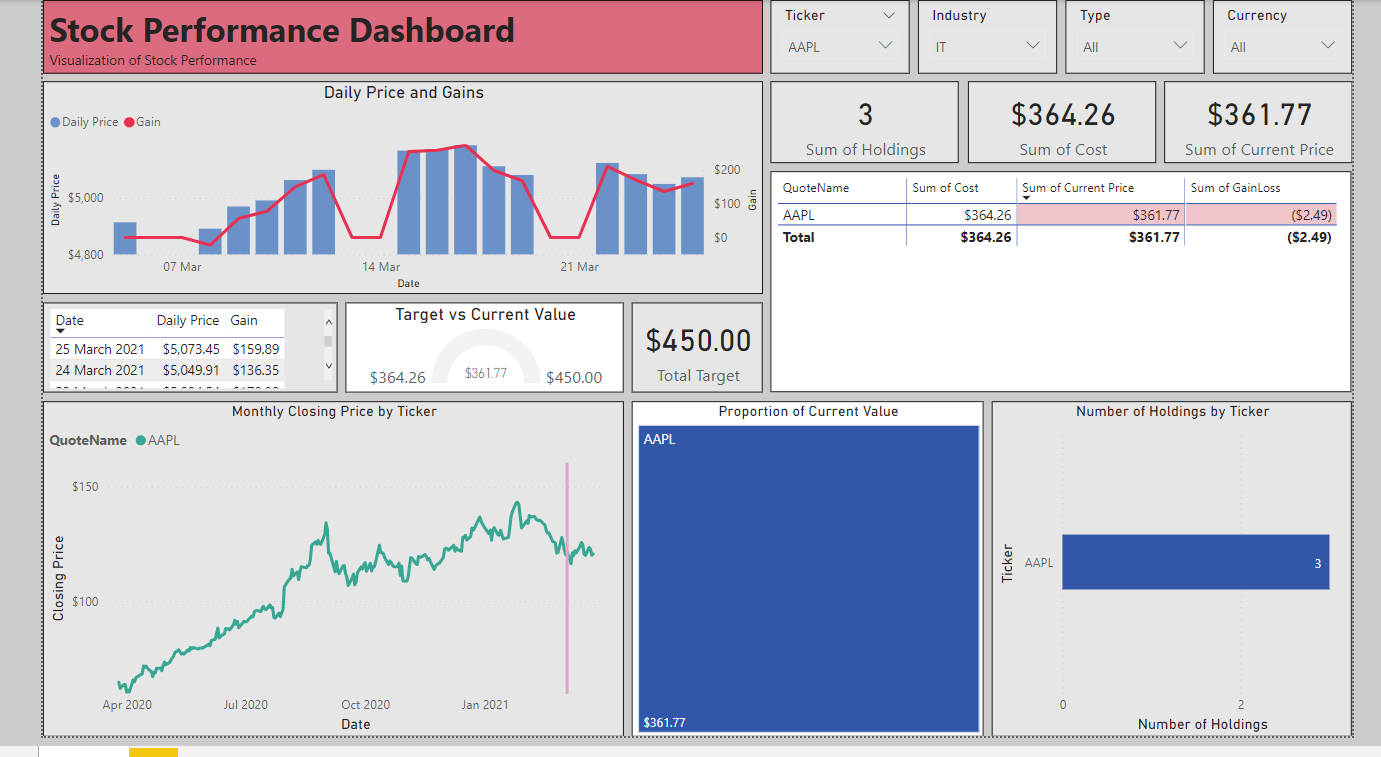 Stock Performance Dashboard
Visualization of Stock Performance
Ticker
AAPL
Industry
IT
Type
All
Currency
All
Daily Price and Gains
Daily Price Gain
Daily Price
$5,000
$4,800
$200
$100
$0
Gain
07 Mar 14 Mar 21 Mar
Date
3
Sum of Holdings
$364.26
Sum of Cost
$361.77
Sum of Current Price
QuoteName Sum of Cost Sum of Current Price Sum of GainLoss
AAPL $364.26 $361.77 ($2.49)
Total $364.26 $361.77 ($2.49)
Date Daily Price Gain
25 March 2021 $5,073.45 $159.89
24 March 2021 $5,049.91 $136.35
Target vs Current Value
$364.26 $361.77 $450.00
$450.00
Total Target
Monthly Closing Price by Ticker
QuoteName AAPL
Closing Price
$150
$100
Apr 2020 Jul 2020 Oct 2020 Jan 2021
Date
Proportion of Current Value
AAPL
$361.77
Number of Holdings by Ticker
Ticker
AAPL
3
0 2
Number of Holdings